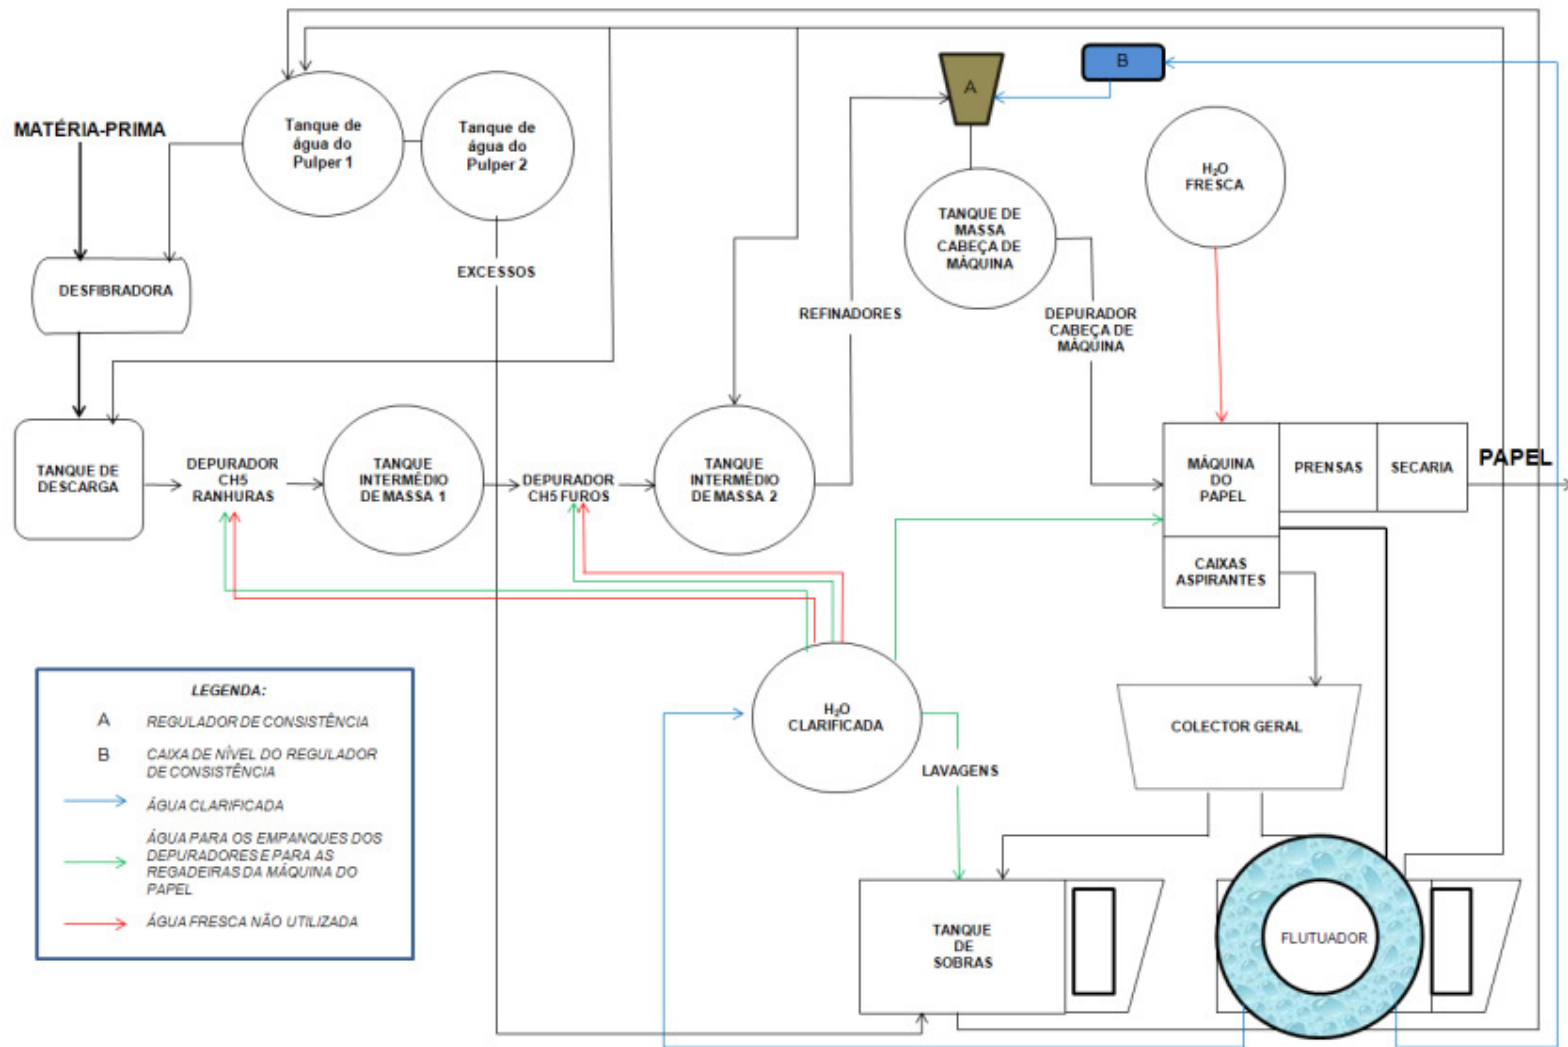 Tanque de
água do
Pulper 1
Tanque de
água do
Pulper 2
A
B
MATÉRIA-PRIMA
H₂O
FRESCA
TANQUE DE
MASSA
CABEÇA DE
MÁQUINA
EXCESSOS
DESFIBRADORA
REFINADORES
DEPURADOR
CABEÇA DE
MÁQUINA
TANQUE DE
DESCARGA
DEPURADOR
CH5
RANHURAS
TANQUE
INTERMÉDIO
DE MASSA 1
DEPURADOR
CH5 FUROS
TANQUE
INTERMÉDIO
DE MASSA 2
MÁQUINA
DO
PAPEL
PRENSAS
SECARIA
PAPEL
CAIXAS
ASPIRANTES
H₂O
CLARIFICADA
COLECTOR GERAL
LAVAGENS
TANQUE
DE
SOBRAS
FLUTUADOR
LEGENDA:
A REGULADOR DE CONSISTÊNCIA
B CAIXA DE NÍVEL DO REGULADOR
DE CONSISTÊNCIA
ÁGUA CLARIFICADA
ÁGUA PARA OS EMPANQUES DOS
DEPURADORES E PARA AS
REGADEIRAS DA MÁQUINA DO
PAPEL
ÁGUA FRESCA NÃO UTILIZADA